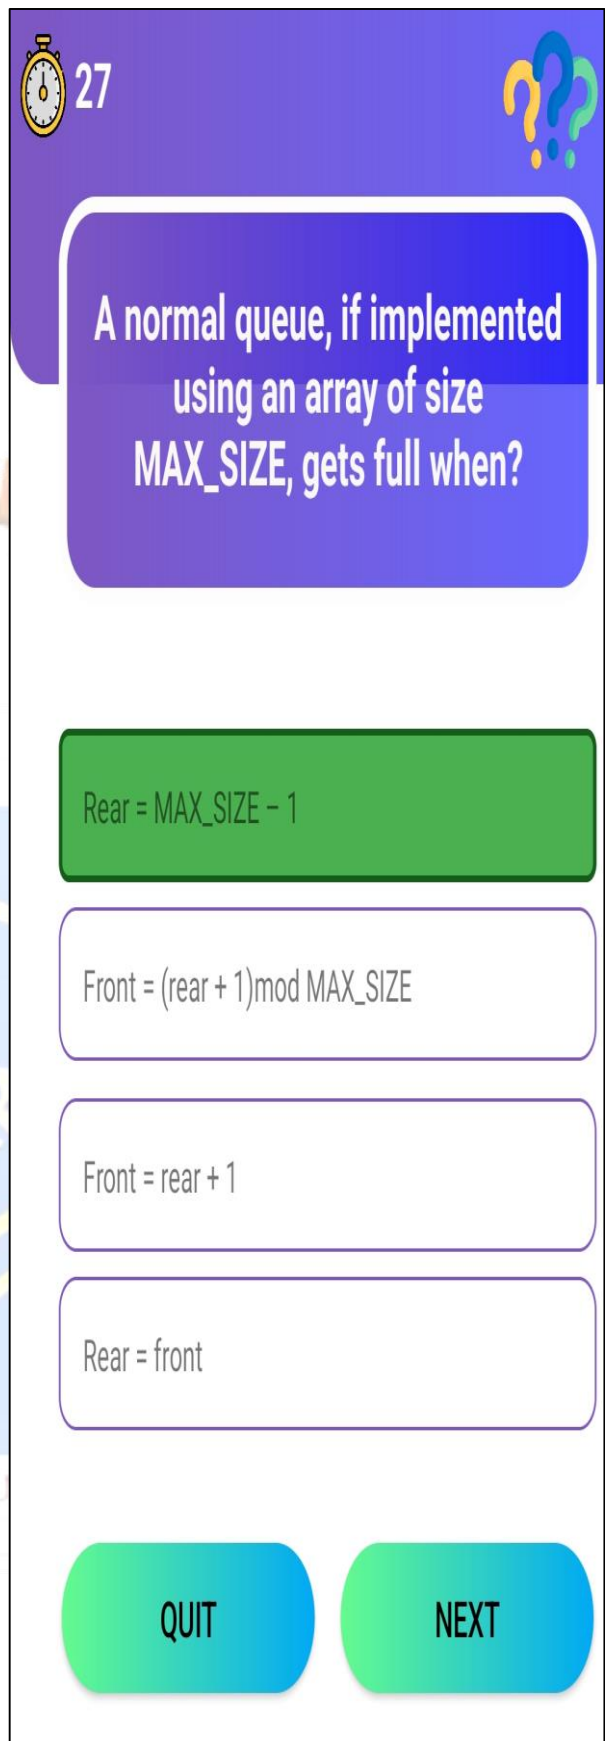 27
A normal queue, if implemented
using an array of size
MAX_SIZE, gets full when?
Rear = MAX_SIZE – 1
Front = (rear + 1)mod MAX_SIZE
Front = rear + 1
Rear = front
QUIT
NEXT